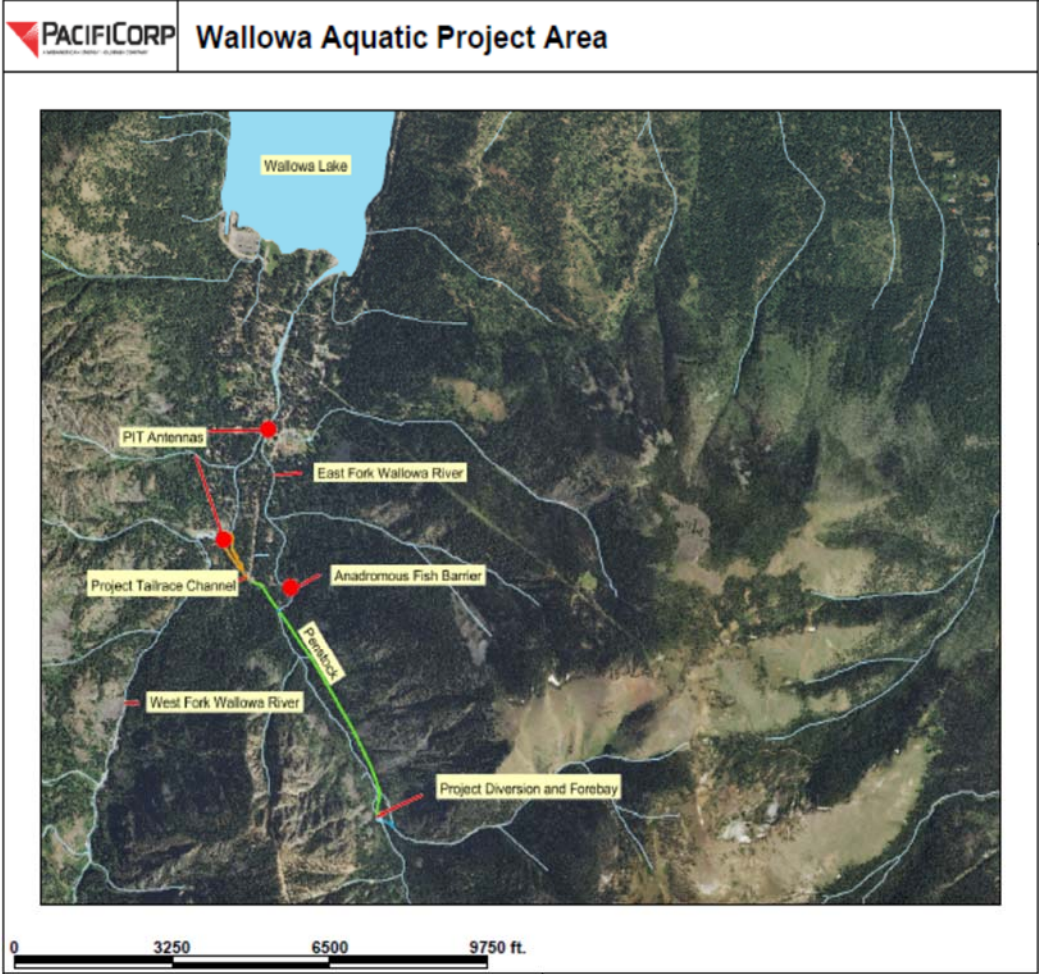 PACIFICORP
Wallowa Aquatic Project Area
Wallowa Lake
PIT Antennas
East Fork Wallowa River
Anadromous Fish Barrier
Project Tailrace Channel
Penstock
West Fork Wallowa River
Project Diversion and Forebay
0 3250 6500 9750 ft.